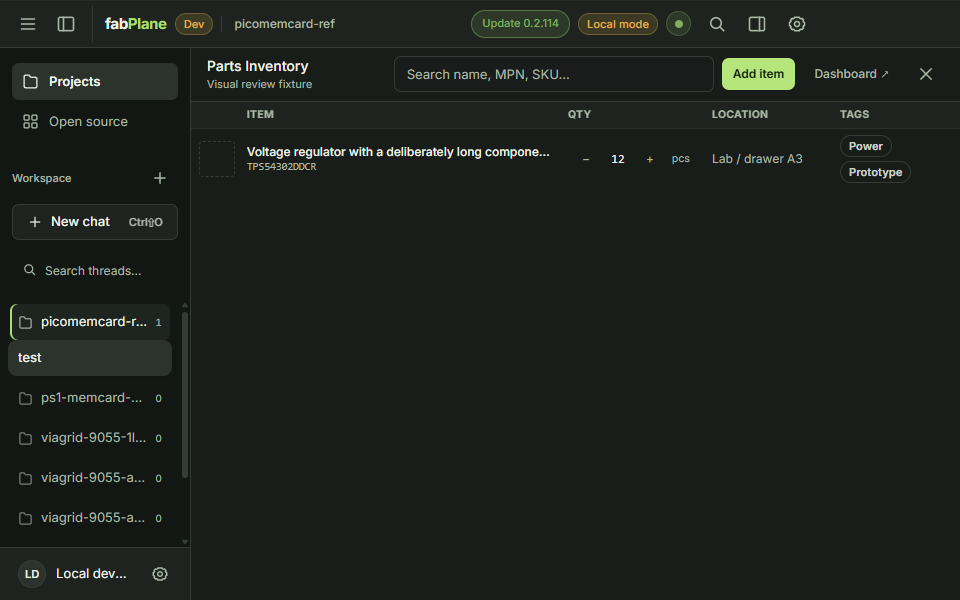 fabPlane Dev picomemcard-ref Update 0.2.114 Local mode
Projects
Open source
Workspace
New chat Ctrl⇧O
Search threads...
picomemcard-r... 1
test
ps1-memcard-... 0
viagrid-9055-1l... 0
viagrid-9055-a... 0
viagrid-9055-a... 0
LD Local dev...
Parts Inventory
Visual review fixture
Search name, MPN, SKU...
Add item
Dashboard ↗
ITEM QTY LOCATION TAGS
Voltage regulator with a deliberately long compone... − 12 + pcs Lab / drawer A3 Power
TPS54302DDCR Prototype